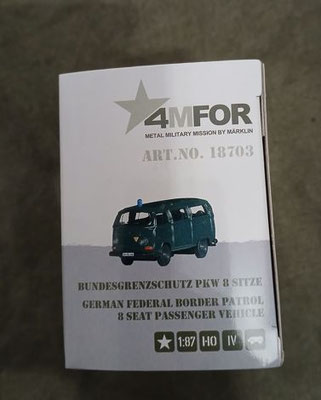 4MFOR
METAL MILITARY MISSION BY MÄRKLIN
ART.NO. 18703
BUNDESGRENZSCHUTZ PKW 8 SITZE
GERMAN FEDERAL BORDER PATROL
8 SEAT PASSENGER VEHICLE
1:87 H0 IV